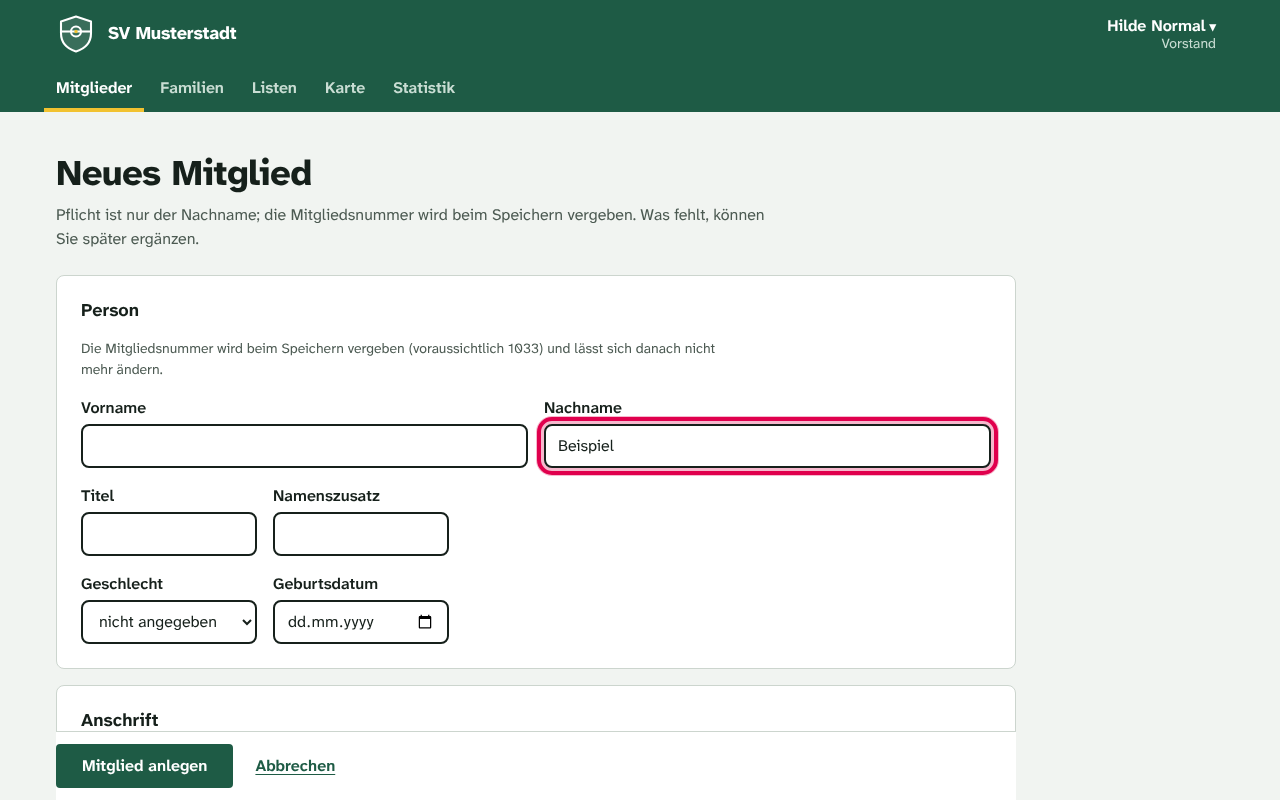 SV Musterstadt
Hilde Normal ▾
Vorstand
Mitglieder Familien Listen Karte Statistik
Neues Mitglied
Pflicht ist nur der Nachname; die Mitgliedsnummer wird beim Speichern vergeben. Was fehlt, können
Sie später ergänzen.
Person
Die Mitgliedsnummer wird beim Speichern vergeben (voraussichtlich 1033) und lässt sich danach nicht
mehr ändern.
Vorname Nachname
Beispiel
Titel Namenszusatz
Geschlecht Geburtsdatum
nicht angegeben dd.mm.yyyy
Anschrift
Mitglied anlegen Abbrechen